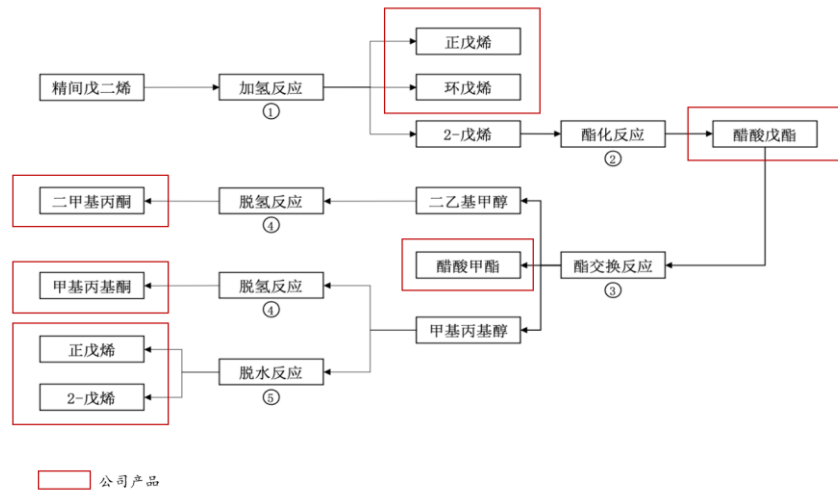 正戊烯
精间戊二烯
加氢反应
环戊烯
①
2-戊烯
酯化反应
醋酸戊酯
②
二甲基丙酮
脱氢反应
二乙基甲醇
④
醋酸甲酯
酯交换反应
③
甲基丙基酮
脱氢反应
④
甲基丙基醇
正戊烯
脱水反应
2-戊烯
⑤
公司产品